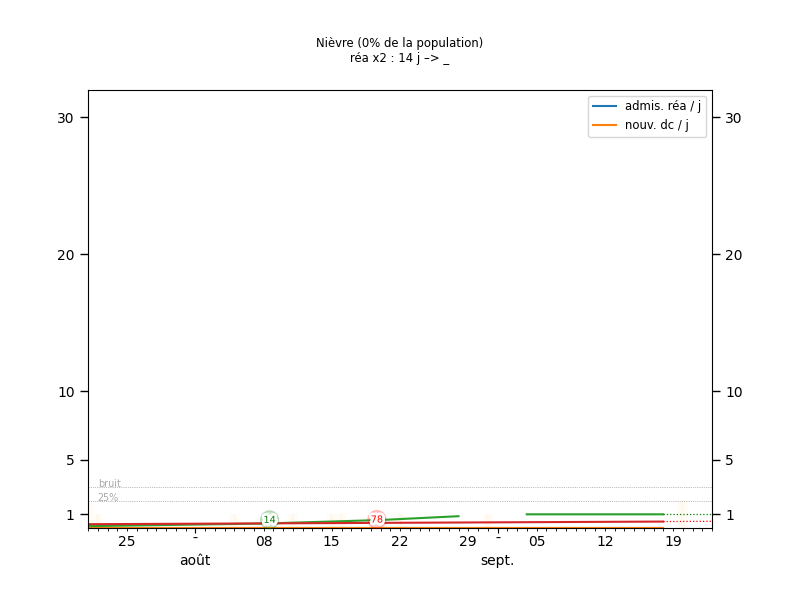 Nièvre (0% de la population)
réa x2 : 14 j –> _
admis. réa / j
nouv. dc / j
30 30
20 20
10 10
5 5
bruit
25%
1 14 78 1
25 - 08 15 22 29 - 05 12 19
août sept.